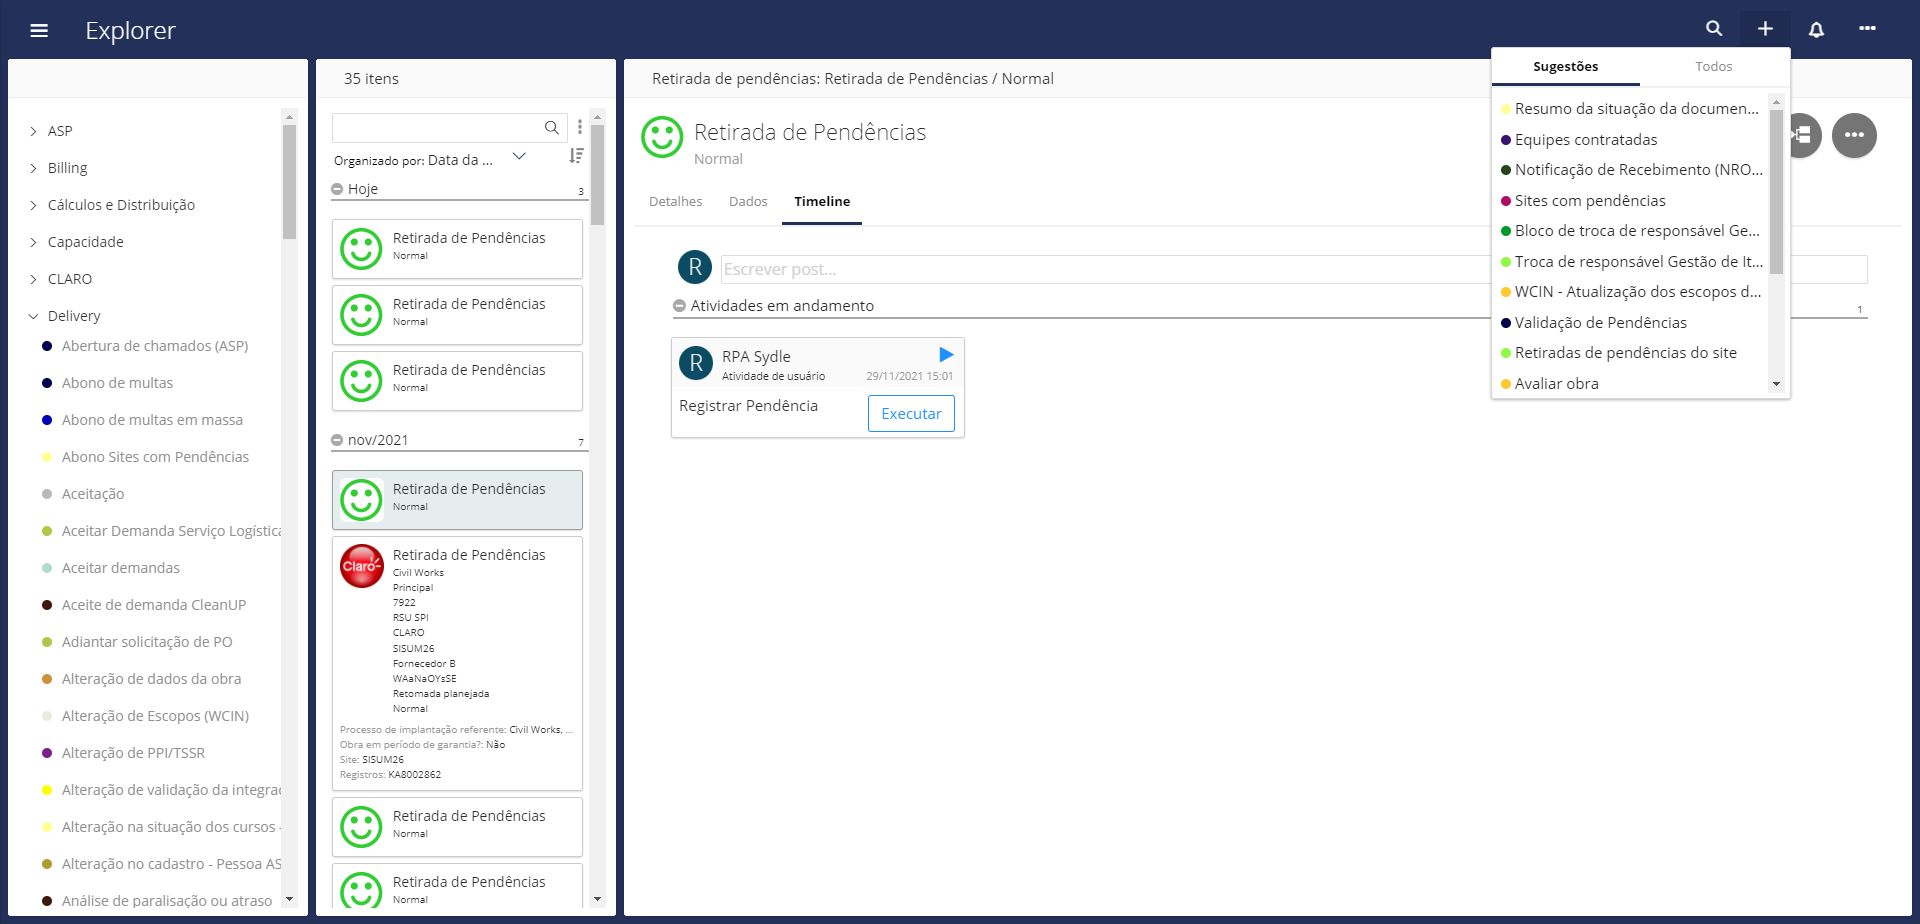 Explorer
ASP
Billing
Cálculos e Distribuição
Capacidade
CLARO
Delivery
Abertura de chamados (ASP)
Abono de multas
Abono de multas em massa
Abono Sites com Pendências
Aceitação
Aceitar Demanda Serviço Logística
Aceitar demandas
Aceite de demanda CleanUP
Adiantar solicitação de PO
Alteração de dados da obra
Alteração de Escopos (WCIN)
Alteração de PPI/TSSR
Alteração de validação da integra
Alteração na situação dos cursos -
Alteração no cadastro - Pessoa AS
Análise de paralisação ou atraso
35 itens
Organizado por: Data da ...
Hoje 3
Retirada de Pendências
Normal
Retirada de Pendências
Normal
Retirada de Pendências
Normal
nov/2021 7
Retirada de Pendências
Normal
Claro
Retirada de Pendências
Civil Works
Principal
7922
RSU SPI
CLARO
SISUM26
Fornecedor B
WAaNaOYsSE
Retomada planejada
Normal
Processo de implantação referente: Civil Works, ...
Obra em período de garantia?: Não
Site: SISUM26
Registros: KA8002862
Retirada de Pendências
Normal
Retirada de Pendências
Normal
Retirada de pendências: Retirada de Pendências / Normal
Retirada de Pendências
Normal
Detalhes Dados Timeline
R Escrever post...
Atividades em andamento 1
R RPA Sydle
Atividade de usuário 29/11/2021 15:01
Registrar Pendência Executar
Sugestões Todos
Resumo da situação da documen...
Equipes contratadas
Notificação de Recebimento (NRO...
Sites com pendências
Bloco de troca de responsável Ge...
Troca de responsável Gestão de It...
WCIN - Atualização dos escopos d...
Validação de Pendências
Retiradas de pendências do site
Avaliar obra